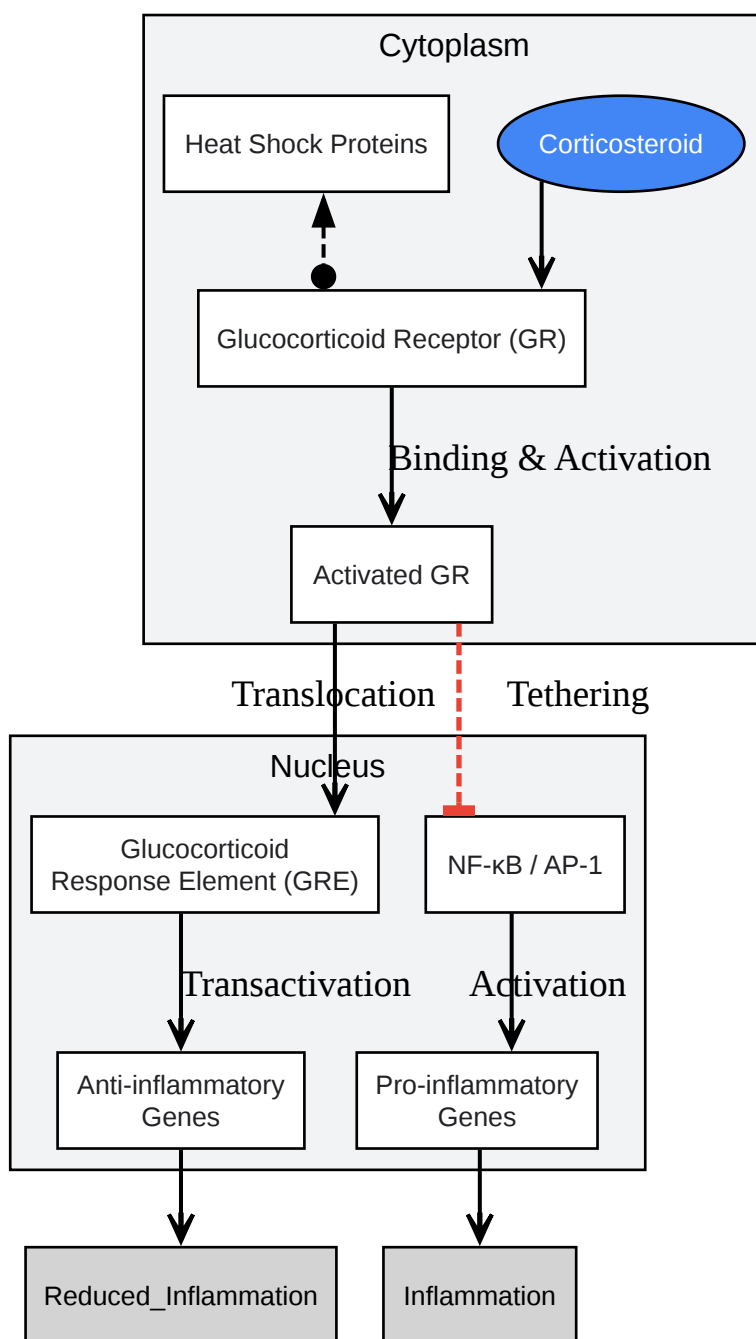 Cytoplasm
Heat Shock Proteins
Corticosteroid
Glucocorticoid Receptor (GR)
Binding & Activation
Activated GR
Translocation
Tethering
Nucleus
Glucocorticoid
Response Element (GRE)
NF-κB / AP-1
Transactivation
Activation
Anti-inflammatory
Genes
Pro-inflammatory
Genes
Reduced_Inflammation
Inflammation